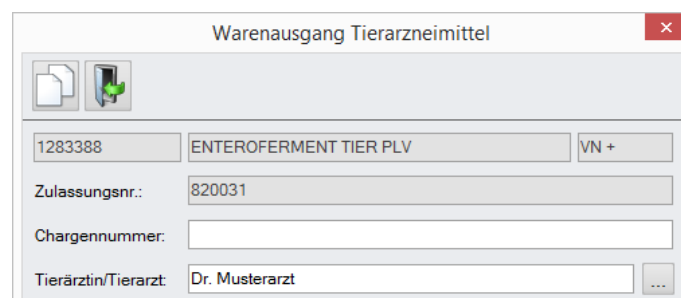 Warenausgang Tierarzneimittel
1283388 ENTEROFERMENT TIER PLV VN +
Zulassungsnr.: 820031
Chargennummer:
Tierärztin/Tierarzt: Dr. Musterarzt ...